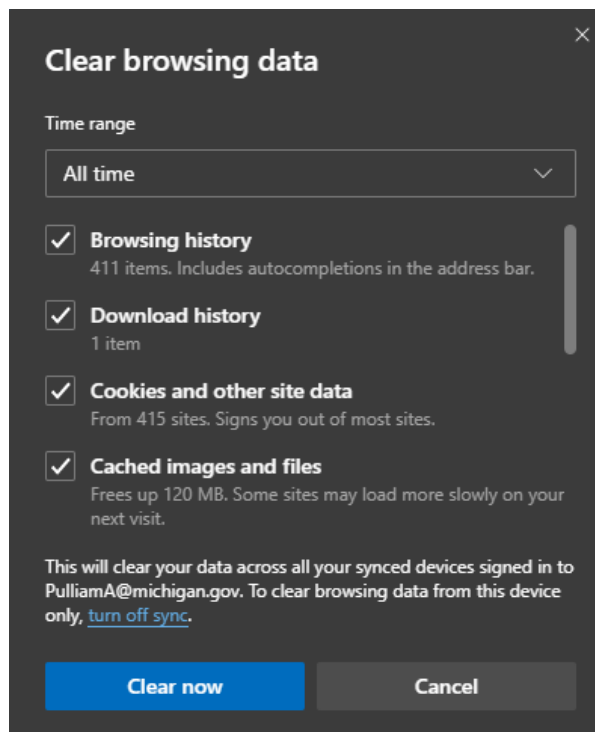 Clear browsing data
Time range
All time
Browsing history
411 items. Includes autocompletions in the address bar.
Download history
1 item
Cookies and other site data
From 415 sites. Signs you out of most sites.
Cached images and files
Frees up 120 MB. Some sites may load more slowly on your
next visit.
This will clear your data across all your synced devices signed in to
PulliamA@michigan.gov. To clear browsing data from this device
only, turn off sync.
Clear now
Cancel